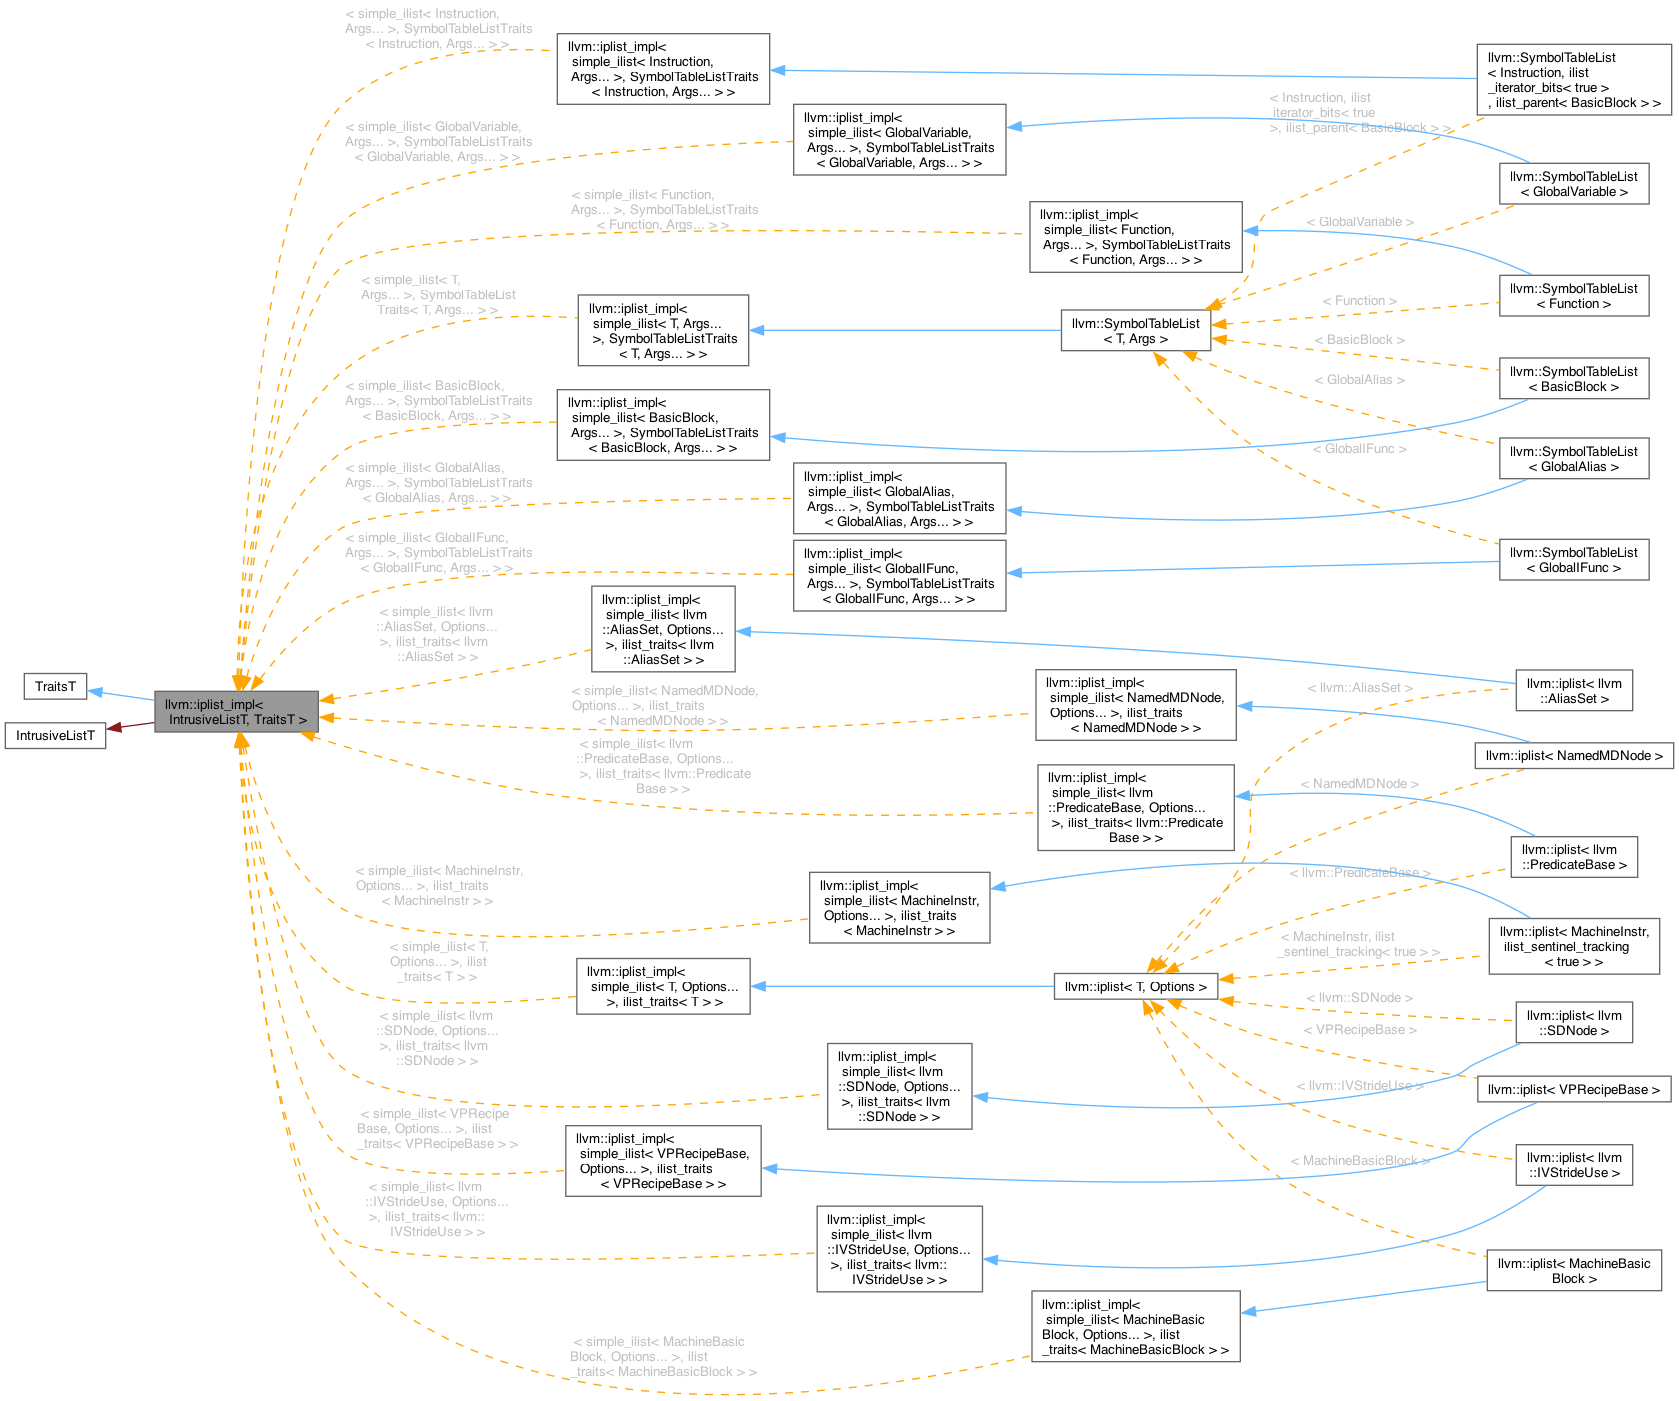 TraitsT
IntrusiveListT
llvm::iplist_impl<
IntrusiveListT, TraitsT >
< simple_ilist< Instruction,
Args... >, SymbolTableListTraits
< Instruction, Args... > >
< simple_ilist< GlobalVariable,
Args... >, SymbolTableListTraits
< GlobalVariable, Args... > >
< simple_ilist< Function,
Args... >, SymbolTableListTraits
< Function, Args... > >
< simple_ilist< T,
Args... >, SymbolTableList
Traits< T, Args... > >
< simple_ilist< BasicBlock,
Args... >, SymbolTableListTraits
< BasicBlock, Args... > >
< simple_ilist< GlobalAlias,
Args... >, SymbolTableListTraits
< GlobalAlias, Args... > >
< simple_ilist< GlobalIFunc,
Args... >, SymbolTableListTraits
< GlobalIFunc, Args... > >
< simple_ilist< llvm
::AliasSet, Options...
>, ilist_traits< llvm
::AliasSet > >
< simple_ilist< NamedMDNode,
Options... >, ilist_traits
< NamedMDNode > >
< simple_ilist< llvm
::PredicateBase, Options...
>, ilist_traits< llvm::Predicate
Base > >
< simple_ilist< MachineInstr,
Options... >, ilist_traits
< MachineInstr > >
< simple_ilist< T,
Options... >, ilist
_traits< T > >
< simple_ilist< llvm
::SDNode, Options...
>, ilist_traits< llvm
::SDNode > >
< simple_ilist< VPRecipe
Base, Options... >, ilist
_traits< VPRecipeBase > >
< simple_ilist< llvm
::IVStrideUse, Options...
>, ilist_traits< llvm::
IVStrideUse > >
< simple_ilist< MachineBasic
Block, Options... >, ilist
_traits< MachineBasicBlock > >
llvm::iplist_impl<
simple_ilist< Instruction,
Args... >, SymbolTableListTraits
< Instruction, Args... > >
llvm::iplist_impl<
simple_ilist< GlobalVariable,
Args... >, SymbolTableListTraits
< GlobalVariable, Args... > >
llvm::iplist_impl<
simple_ilist< Function,
Args... >, SymbolTableListTraits
< Function, Args... > >
llvm::iplist_impl<
simple_ilist< T, Args...
>, SymbolTableListTraits
< T, Args... > >
llvm::iplist_impl<
simple_ilist< BasicBlock,
Args... >, SymbolTableListTraits
< BasicBlock, Args... > >
llvm::iplist_impl<
simple_ilist< GlobalAlias,
Args... >, SymbolTableListTraits
< GlobalAlias, Args... > >
llvm::iplist_impl<
simple_ilist< GlobalIFunc,
Args... >, SymbolTableListTraits
< GlobalIFunc, Args... > >
llvm::iplist_impl<
simple_ilist< llvm
::AliasSet, Options...
>, ilist_traits< llvm
::AliasSet > >
llvm::iplist_impl<
simple_ilist< NamedMDNode,
Options... >, ilist_traits
< NamedMDNode > >
llvm::iplist_impl<
simple_ilist< llvm
::PredicateBase, Options...
>, ilist_traits< llvm::Predicate
Base > >
llvm::iplist_impl<
simple_ilist< MachineInstr,
Options... >, ilist_traits
< MachineInstr > >
llvm::iplist_impl<
simple_ilist< T, Options...
>, ilist_traits< T > >
llvm::iplist_impl<
simple_ilist< llvm
::SDNode, Options...
>, ilist_traits< llvm
::SDNode > >
llvm::iplist_impl<
simple_ilist< VPRecipeBase,
Options... >, ilist_traits
< VPRecipeBase > >
llvm::iplist_impl<
simple_ilist< llvm
::IVStrideUse, Options...
>, ilist_traits< llvm::
IVStrideUse > >
llvm::iplist_impl<
simple_ilist< MachineBasic
Block, Options... >, ilist
_traits< MachineBasicBlock > >
llvm::SymbolTableList
< T, Args >
llvm::iplist< T, Options >
< Instruction, ilist
_iterator_bits< true
>, ilist_parent< BasicBlock > >
< GlobalVariable >
< Function >
< BasicBlock >
< GlobalAlias >
< GlobalIFunc >
< llvm::AliasSet >
< NamedMDNode >
< llvm::PredicateBase >
< MachineInstr, ilist
_sentinel_tracking< true > >
< llvm::SDNode >
< VPRecipeBase >
< llvm::IVStrideUse >
< MachineBasicBlock >
llvm::SymbolTableList
< Instruction, ilist
_iterator_bits< true >
, ilist_parent< BasicBlock > >
llvm::SymbolTableList
< GlobalVariable >
llvm::SymbolTableList
< Function >
llvm::SymbolTableList
< BasicBlock >
llvm::SymbolTableList
< GlobalAlias >
llvm::SymbolTableList
< GlobalIFunc >
llvm::iplist< llvm
::AliasSet >
llvm::iplist< NamedMDNode >
llvm::iplist< llvm
::PredicateBase >
llvm::iplist< MachineInstr,
ilist_sentinel_tracking
< true > >
llvm::iplist< llvm
::SDNode >
llvm::iplist< VPRecipeBase >
llvm::iplist< llvm
::IVStrideUse >
llvm::iplist< MachineBasic
Block >